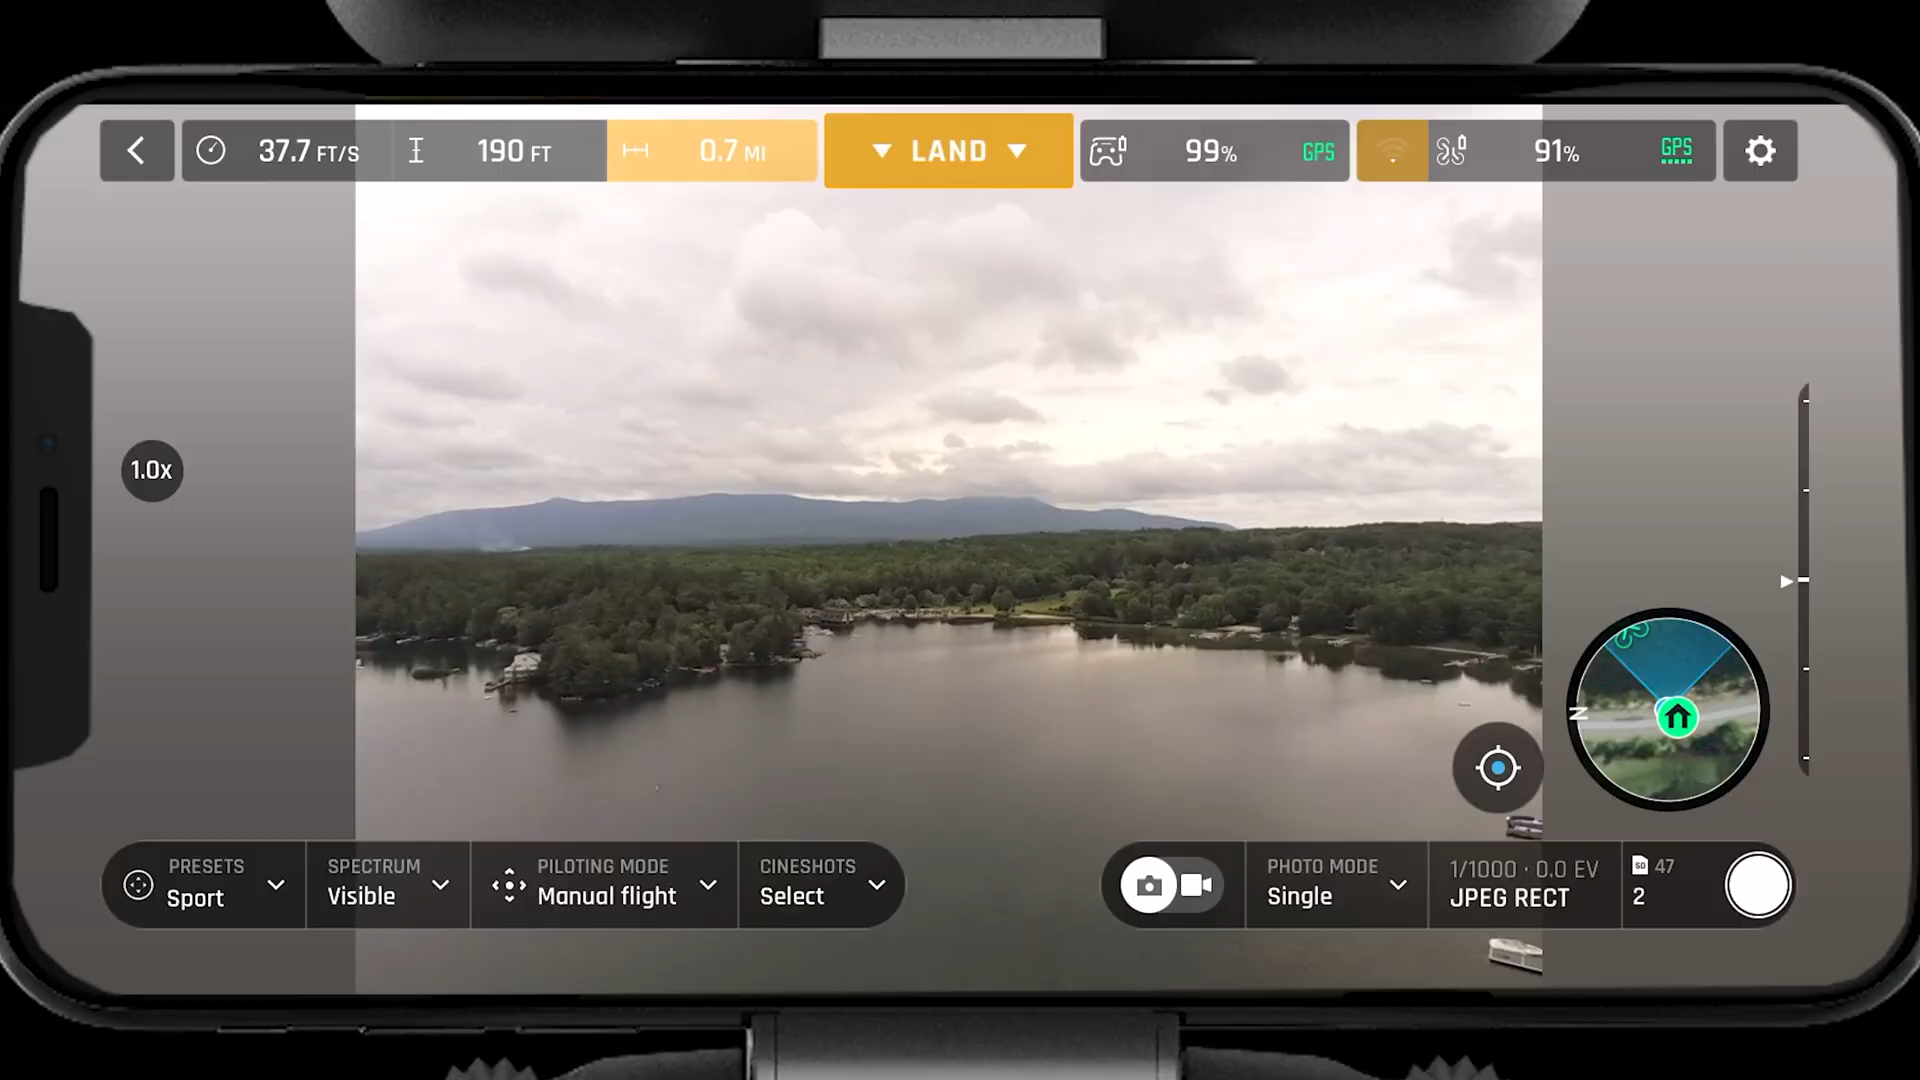 37.7 FT/S
190 FT
0.7 MI
LAND
99%
GPS
91%
GPS
1.0x
N
PRESETS
Sport
SPECTRUM
Visible
PILOTING MODE
Manual flight
CINESHOTS
Select
PHOTO MODE
Single
1/1000 · 0.0 EV
JPEG RECT
SD 47
2